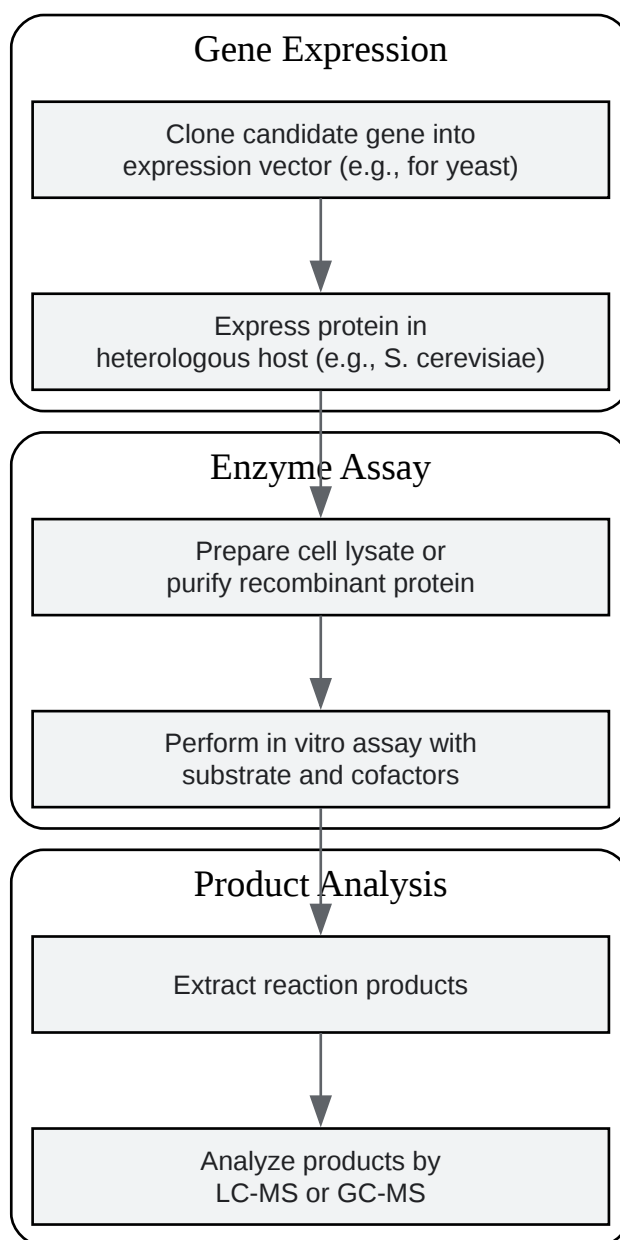 Gene Expression
Clone candidate gene into
expression vector (e.g., for yeast)
Express protein in
heterologous host (e.g., S. cerevisiae)
Enzyme Assay
Prepare cell lysate or
purify recombinant protein
Perform in vitro assay with
substrate and cofactors
Product Analysis
Extract reaction products
Analyze products by
LC-MS or GC-MS